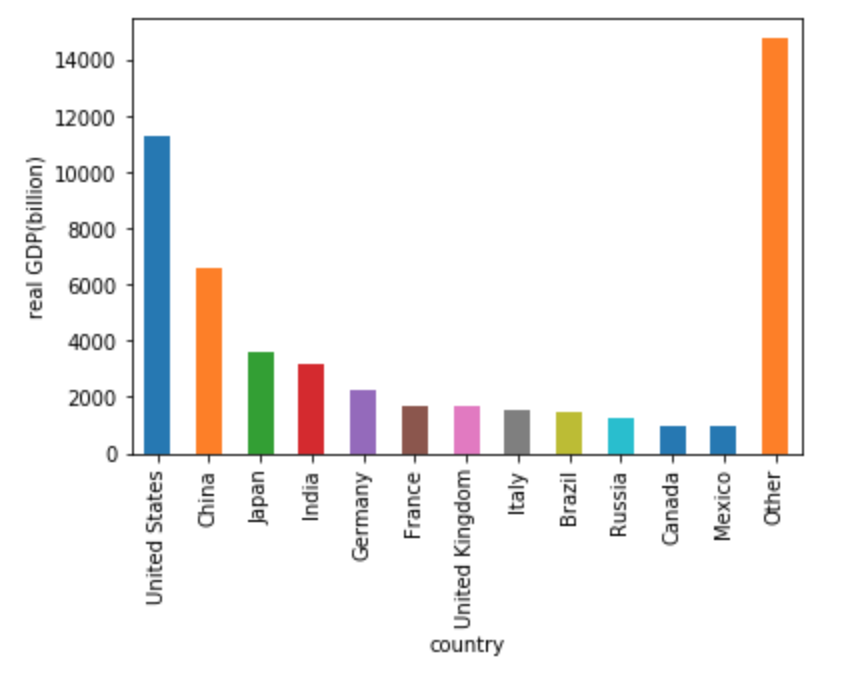 14000
12000
10000
8000
6000
4000
2000
0
real GDP(billion)
United States
China
Japan
India
Germany
France
United Kingdom
Italy
Brazil
Russia
Canada
Mexico
Other
country